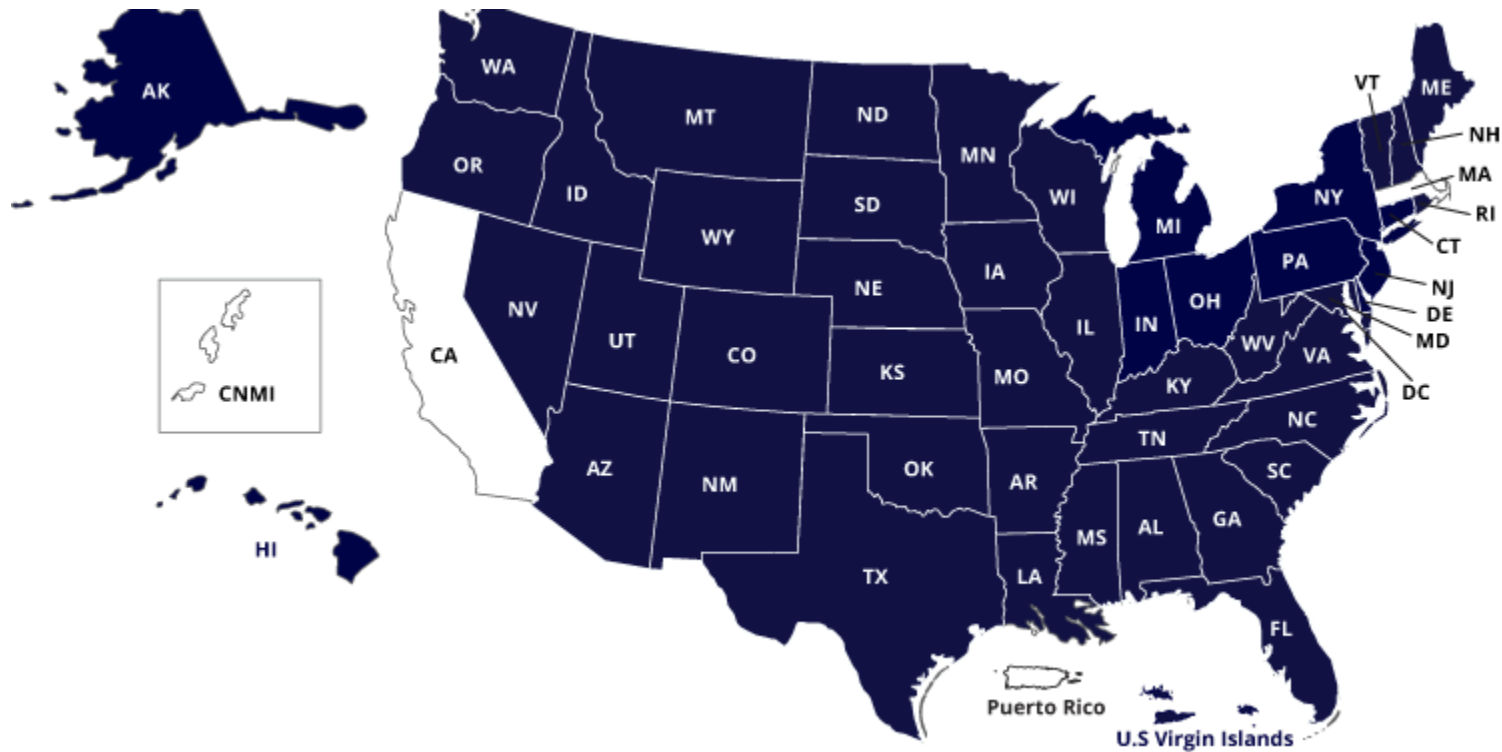 AK
WA
MT
ND
MN
VT
ME
NH
OR
ID
SD
WI
MA
NY
RI
MI
WY
CT
PA
IA
NE
NJ
OH
DE
NV
IN
IL
UT
CO
MD
WV
VA
CA
KS
MO
KY
DC
CNMI
NC
TN
AZ
OK
SC
NM
AR
GA
AL
MS
HI
TX
LA
FL
Puerto Rico
U.S Virgin Islands